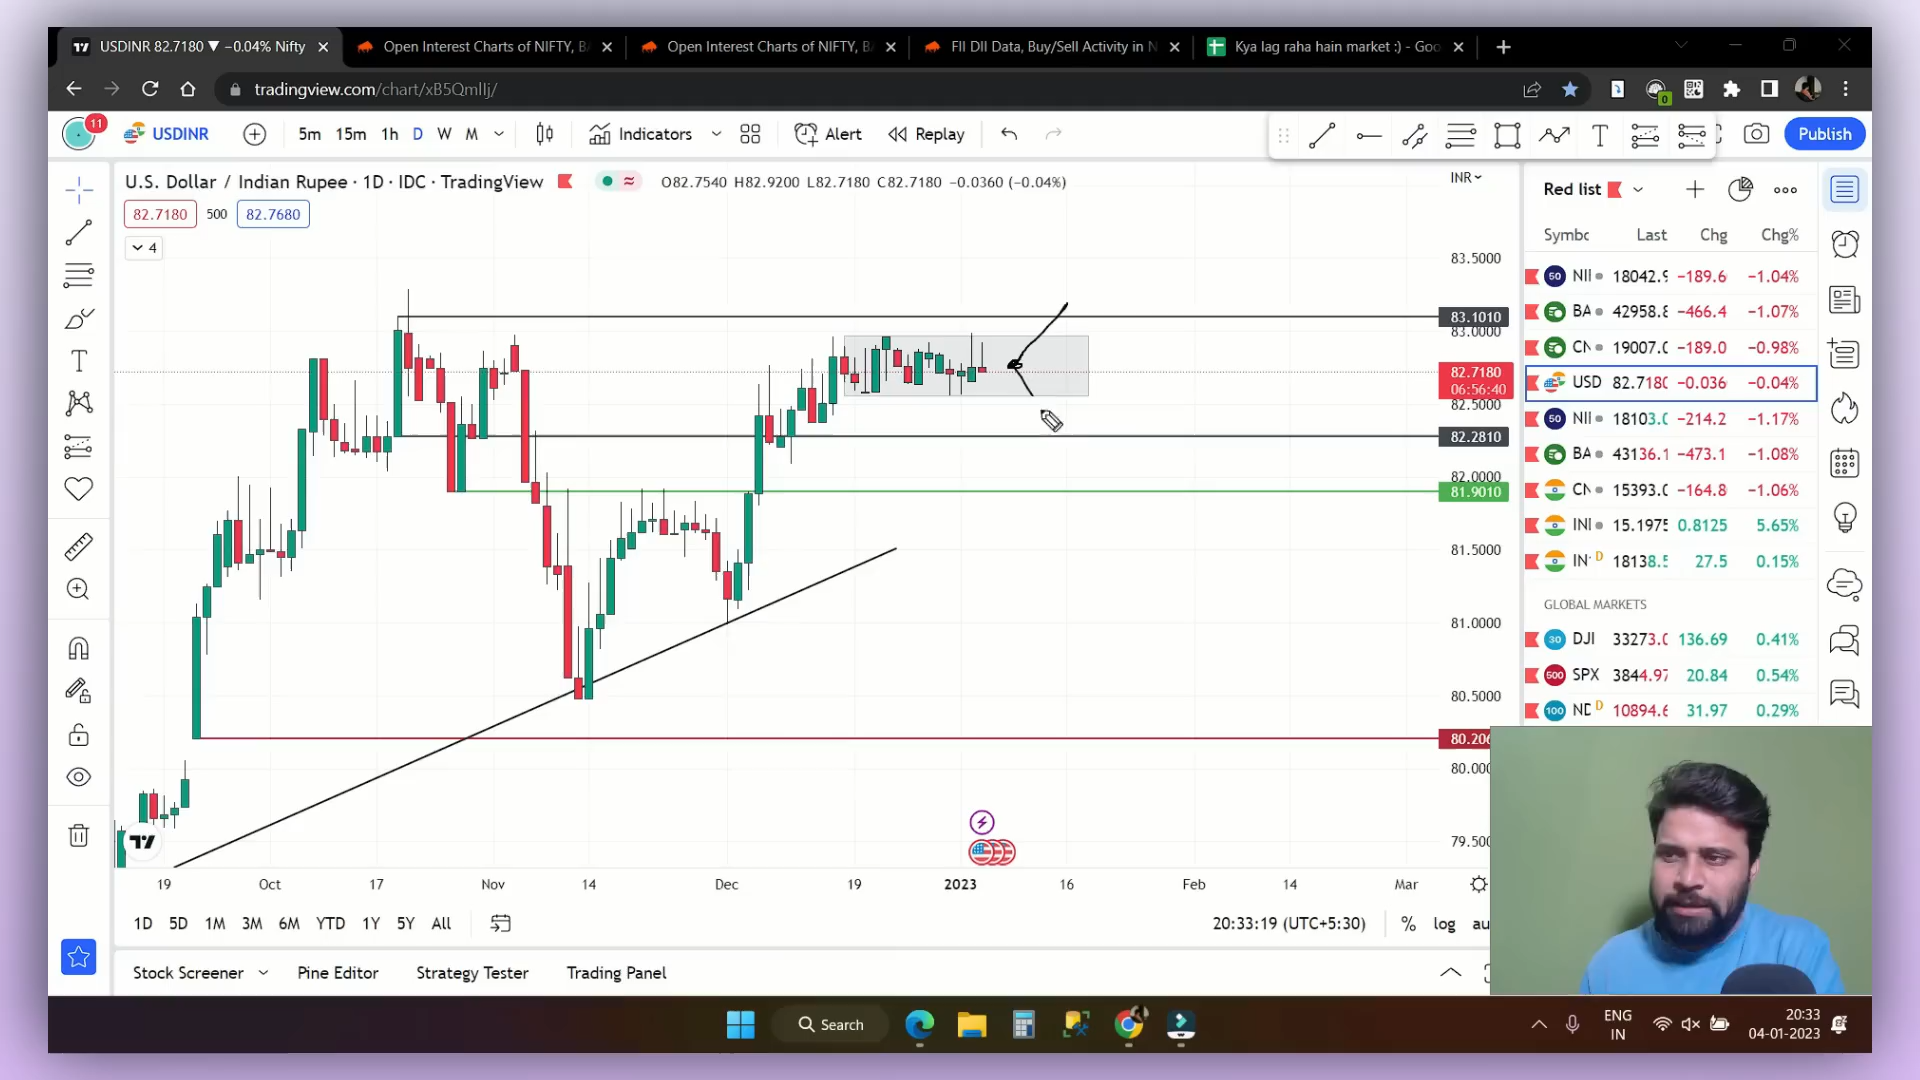 USDINR 82.7180 ▼ −0.04% Nifty
Open Interest Charts of NIFTY, B
Open Interest Charts of NIFTY, B
FII DII Data, Buy/Sell Activity in N
Kya lag raha hain market :) - Goo
tradingview.com/chart/xB5Qmllj/
0
11
USDINR
5m 15m 1h D W M
Indicators
Alert
Replay
Publish
U.S. Dollar / Indian Rupee · 1D · IDC · TradingView
O82.7540 H82.9200 L82.7180 C82.7180 −0.0360 (−0.04%)
INR
82.7180 500 82.7680
4
83.5000
83.1010
83.0000
82.7180
06:56:40
82.5000
82.2810
82.0000
81.9010
81.5000
81.0000
80.5000
80.206
80.000
79.500
19 Oct 17 Nov 14 Dec 19 2023 16 Feb 14 Mar
1D 5D 1M 3M 6M YTD 1Y 5Y All
20:33:19 (UTC+5:30)
% log au
Stock Screener Pine Editor Strategy Tester Trading Panel
Red list
Symbc Last Chg Chg%
50 NII 18042.9 −189.6 −1.04%
BA 42958.8 −466.4 −1.07%
CN 19007.0 −189.0 −0.98%
USD 82.7180 −0.036 −0.04%
50 NII 18103.0 −214.2 −1.17%
BA 43136.1 −473.1 −1.08%
CN 15393.0 −164.8 −1.06%
INI 15.1975 0.8125 5.65%
IN D 18138.5 27.5 0.15%
GLOBAL MARKETS
30 DJI 33273.0 136.69 0.41%
500 SPX 3844.97 20.84 0.54%
100 ND D 10894.6 31.97 0.29%
Search
ENG
IN
20:33
04-01-2023